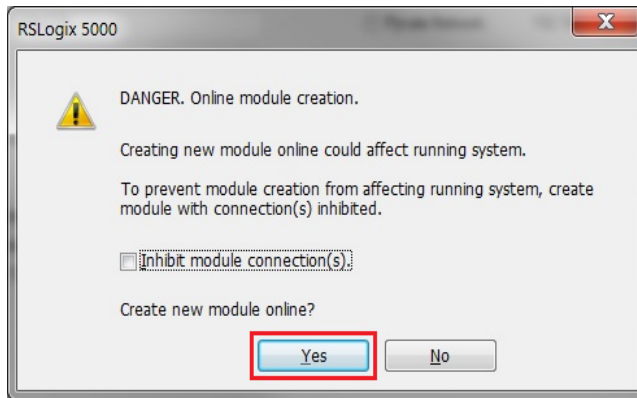 RSLogix 5000
DANGER. Online module creation.
Creating new module online could affect running system.
To prevent module creation from affecting running system, create
module with connection(s) inhibited.
Inhibit module connection(s).
Create new module online?
Yes
No